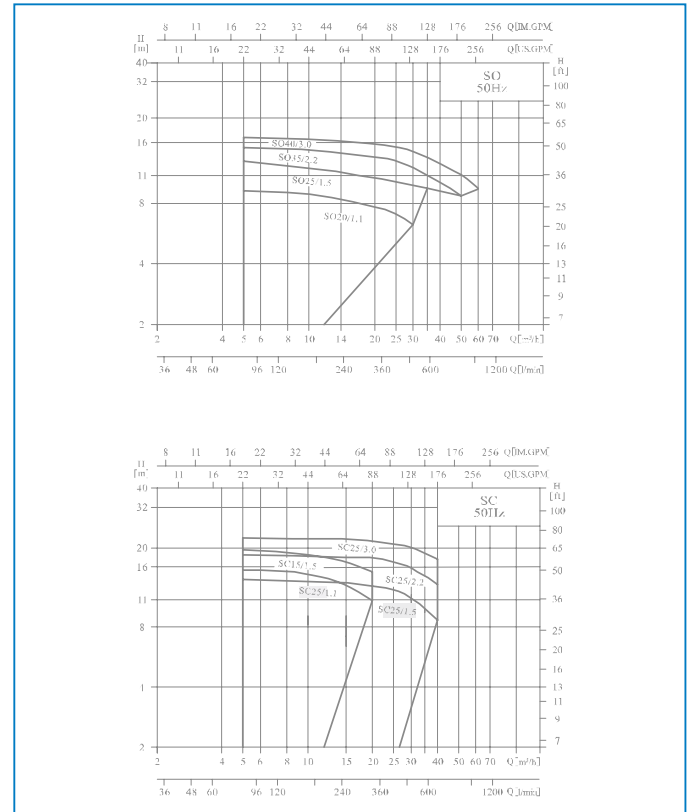 8 11 16 22 32 44 64 88 128 176 256 Q[IM.GPM]
H
[m]
11 16 22 32 44 64 88 128 176 256 Q[US.GPM]
H
[ft]
40
32
20
16
11
8
4
2
SO
50Hz
100
80
65
50
36
25
20
16
13
11
9
7
SO40/3.0
SO35/2.2
SO25/1.5
SO20/1.1
2 4 5 6 8 10 14 20 25 30 40 50 60 70 Q[m³/h]
36 48 60 96 120 240 360 600 1200 Q[l/min]
8 11 16 22 32 44 64 88 128 176 256 Q[IM.GPM]
H
[m]
11 16 22 32 44 64 88 128 176 256 Q[US.GPM]
H
[ft]
40
32
20
16
11
8
2
SC
50Hz
100
80
65
50
36
25
20
16
13
11
9
7
SC25/3.0
SC15/1.5
SC25/2.2
SC25/1.1
SC25/1.5
2 4 5 6 8 10 15 20 25 30 40 50 60 70 Q[m³/h]
36 48 60 96 120 240 360 640 1200 Q[l/min]